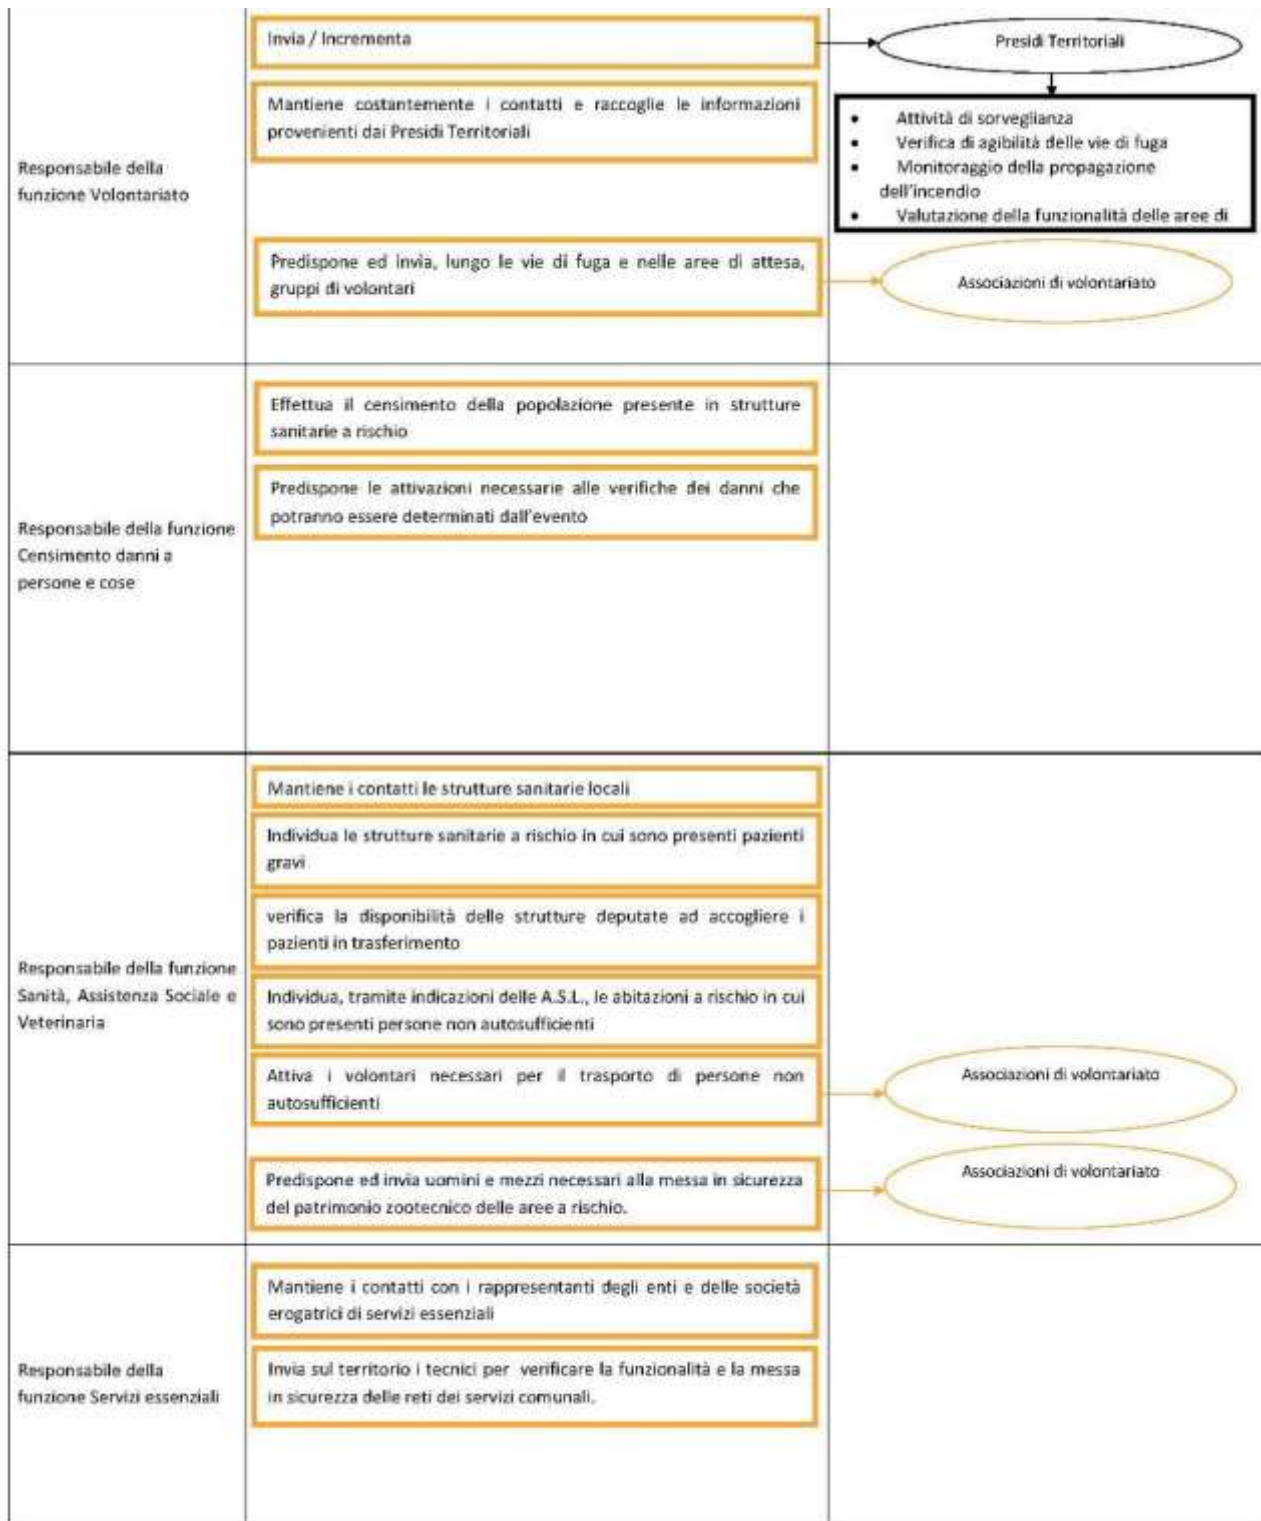 Invia / Incrementa
Presidi Territoriali
Responsabile della
funzione Volontariato
Mantiene costantemente i contatti e raccoglie le informazioni
provenienti dai Presidi Territoriali
• Attività di sorveglianza
• Verifica di agibilità delle vie di fuga
• Monitoraggio della propagazione
dell'incendio
• Valutazione della funzionalità delle aree di
Predispone ed invia, lungo le vie di fuga e nelle aree di attesa,
gruppi di volontari
Associazioni di volontariato
Responsabile della funzione
Censimento danni a
persone e cose
Effettua il censimento della popolazione presente in strutture
sanitarie a rischio
Predispone le attivazioni necessarie alle verifiche dei danni che
potranno essere determinati dall'evento
Responsabile della funzione
Sanità, Assistenza Sociale e
Veterinaria
Mantiene i contatti le strutture sanitarie locali
Individua le strutture sanitarie a rischio in cui sono presenti pazienti
gravi
verifica la disponibilità delle strutture deputate ad accogliere i
pazienti in trasferimento
Individua, tramite indicazioni delle A.S.L., le abitazioni a rischio in cui
sono presenti persone non autosufficienti
Attiva i volontari necessari per il trasporto di persone non
autosufficienti
Associazioni di volontariato
Predispone ed invia uomini e mezzi necessari alla messa in sicurezza
del patrimonio zootecnico delle aree a rischio.
Associazioni di volontariato
Responsabile della
funzione Servizi essenziali
Mantiene i contatti con i rappresentanti degli enti e delle società
erogatrici di servizi essenziali
Invia sul territorio i tecnici per verificare la funzionalità e la messa
in sicurezza delle reti dei servizi comunali.